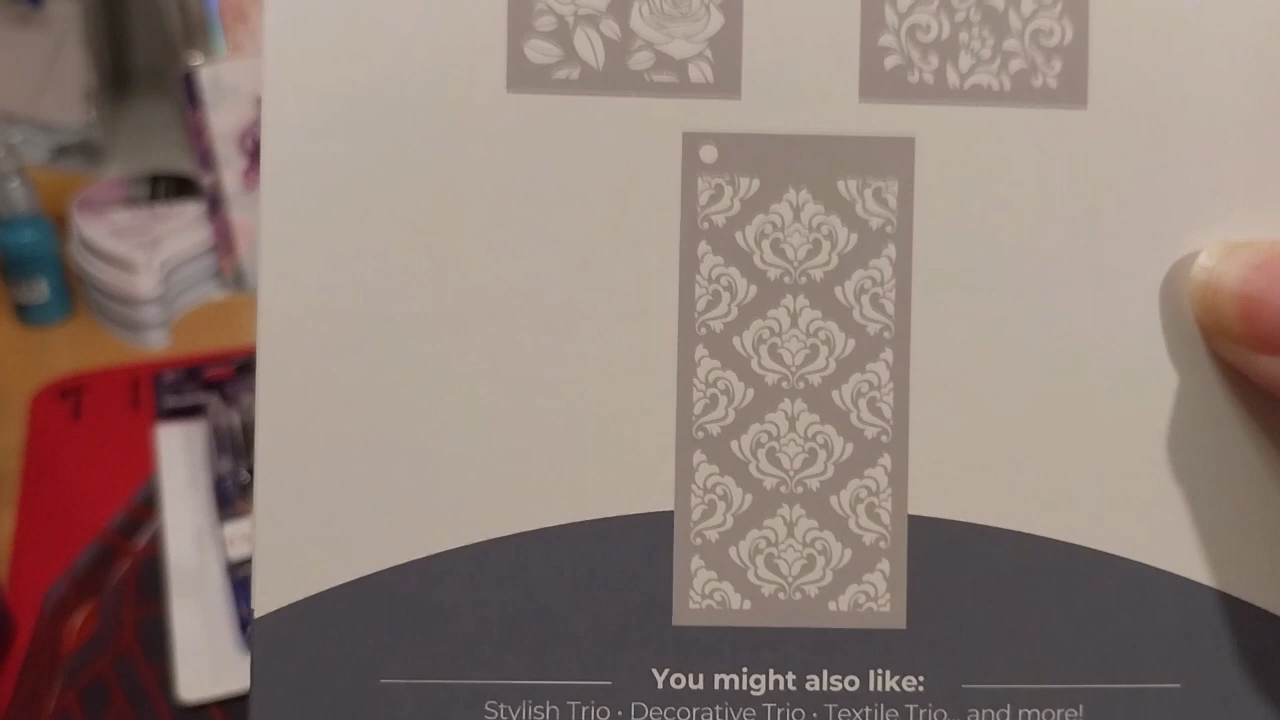 You might also like:
Stylish Trio • Decorative Trio • Textile Trio... and more!